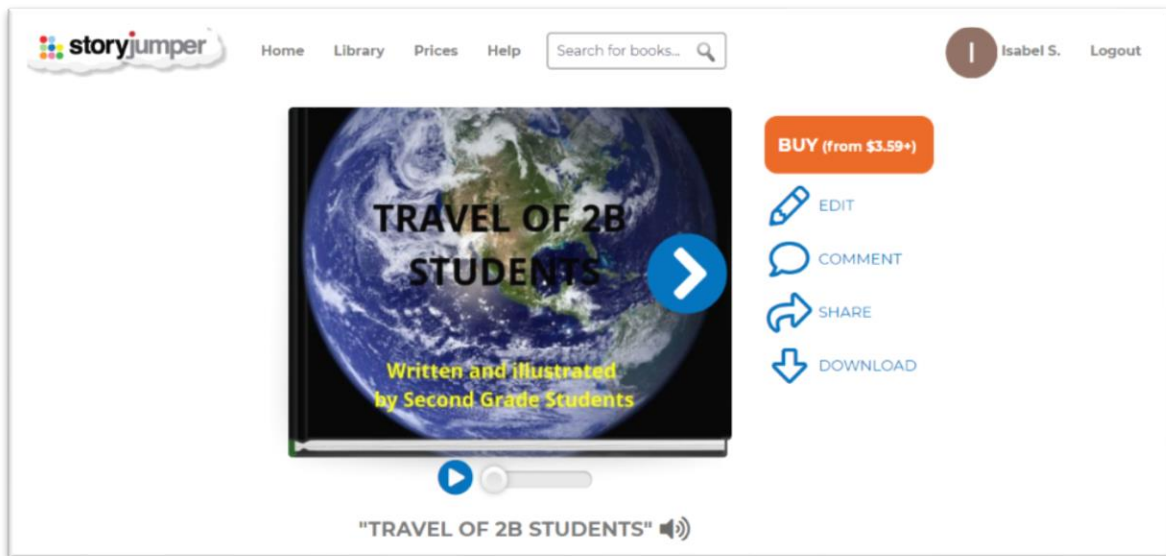 storyjumper
Home Library Prices Help Search for books... I Isabel S. Logout
TRAVEL OF 2B
STUDENTS
Written and illustrated
by Second Grade Students
BUY (from $3.59+)
EDIT
COMMENT
SHARE
DOWNLOAD
"TRAVEL OF 2B STUDENTS"